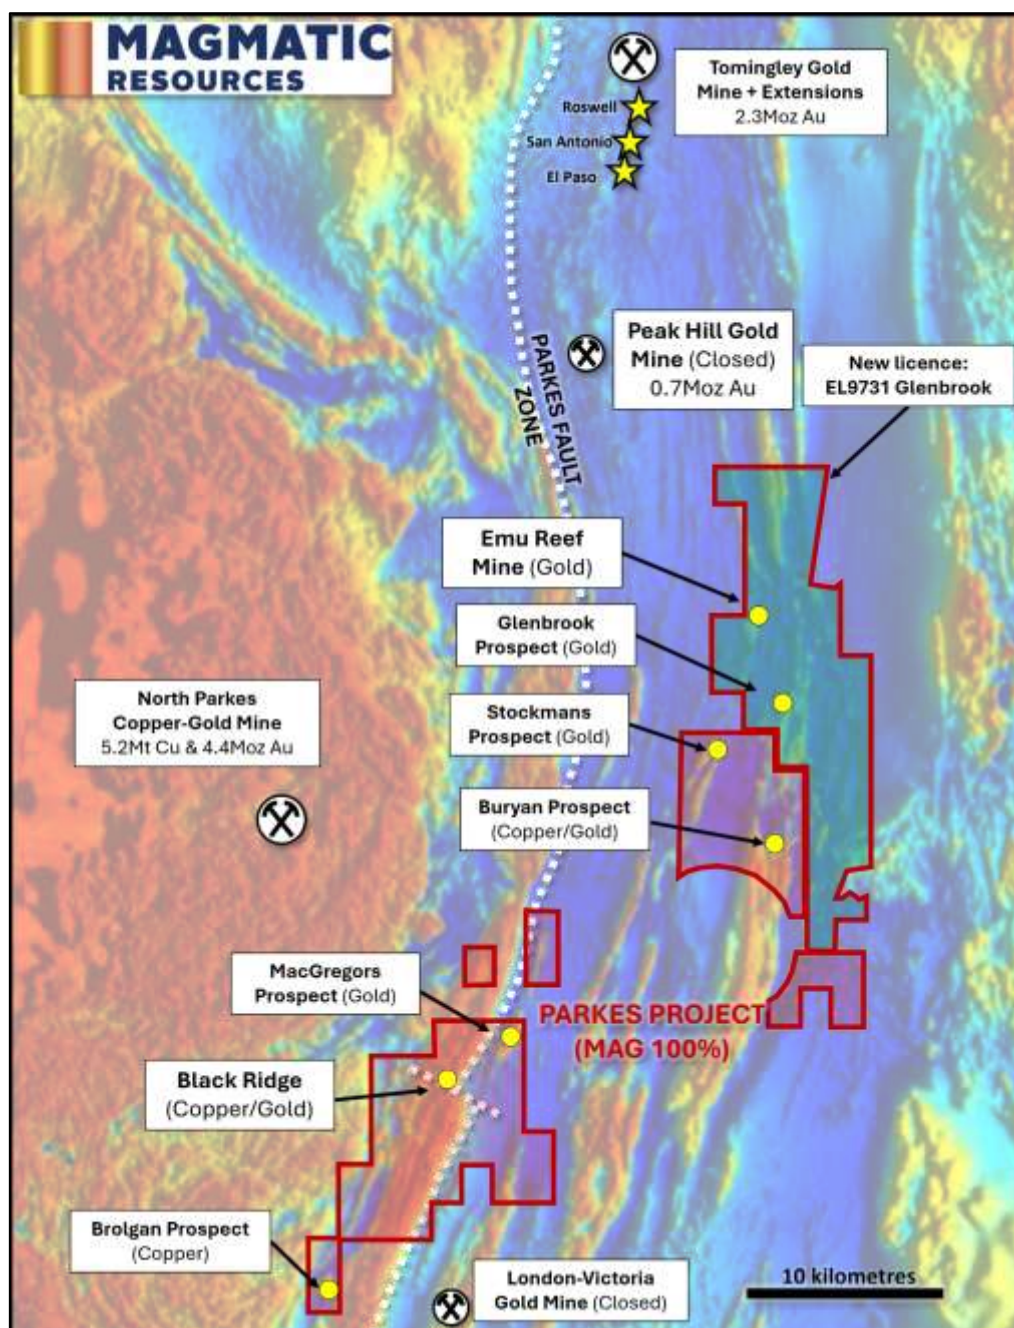 MAGMATIC
RESOURCES
Tomingley Gold
Mine + Extensions
2.3Moz Au
Roswell
San Antonio
El Paso
PARKES FAULT
ZONE
Peak Hill Gold
Mine (Closed)
0.7Moz Au
New licence:
EL9731 Glenbrook
Emu Reef
Mine (Gold)
Glenbrook
Prospect (Gold)
North Parkes
Copper-Gold Mine
5.2Mt Cu & 4.4Moz Au
Stockmans
Prospect (Gold)
Buryan Prospect
(Copper/Gold)
MacGregors
Prospect (Gold)
PARKES PROJECT
(MAG 100%)
Black Ridge
(Copper/Gold)
Brolgan Prospect
(Copper)
London-Victoria
Gold Mine (Closed)
10 kilometres